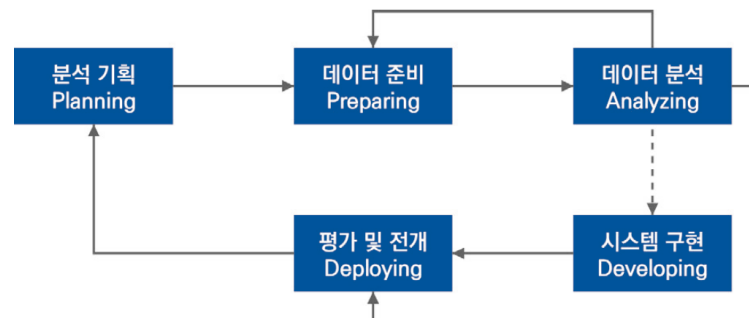 분석 기획
Planning
데이터 준비
Preparing
데이터 분석
Analyzing
평가 및 전개
Deploying
시스템 구현
Developing